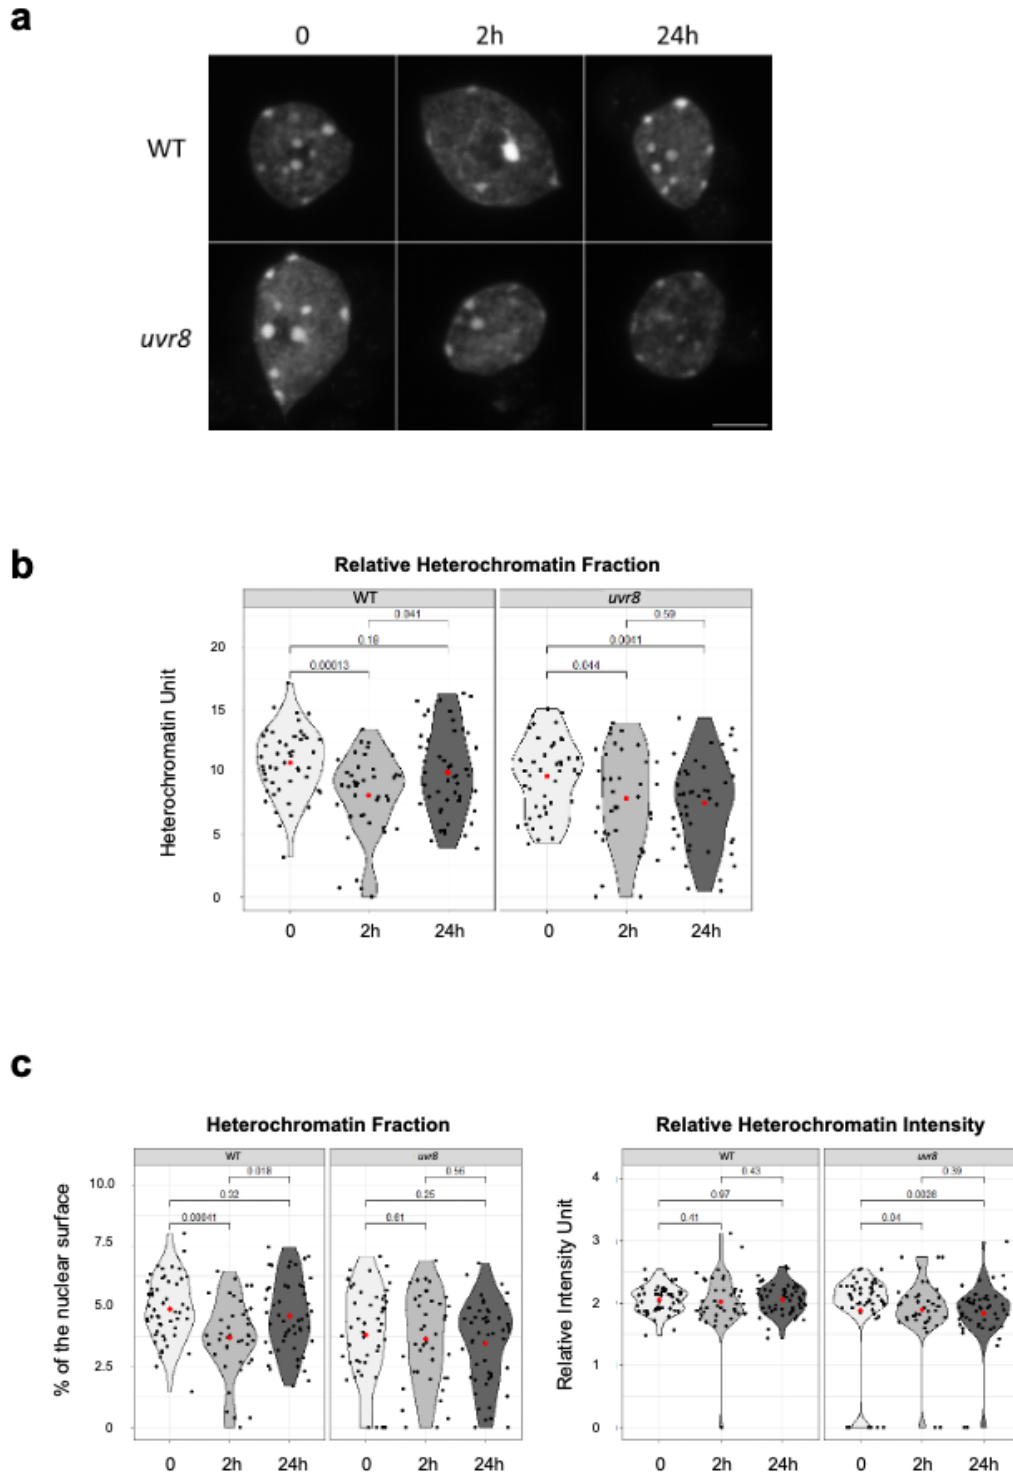 a
0 2h 24h
WT
uvr8
b
Relative Heterochromatin Fraction
WT uvr8
0.041 0.59
0.18 0.0041
0.00013 0.044
Heterochromatin Unit
20
15
10
5
0
0 2h 24h 0 2h 24h
c
Heterochromatin Fraction
WT uvr8
0.018 0.56
0.32 0.25
0.00041 0.61
% of the nuclear surface
10.0
7.5
5.0
2.5
0
0 2h 24h 0 2h 24h
Relative Heterochromatin Intensity
WT uvr8
0.43 0.39
0.97 0.0026
0.41 0.04
Relative Intensity Unit
4
3
2
1
0
0 2h 24h 0 2h 24h